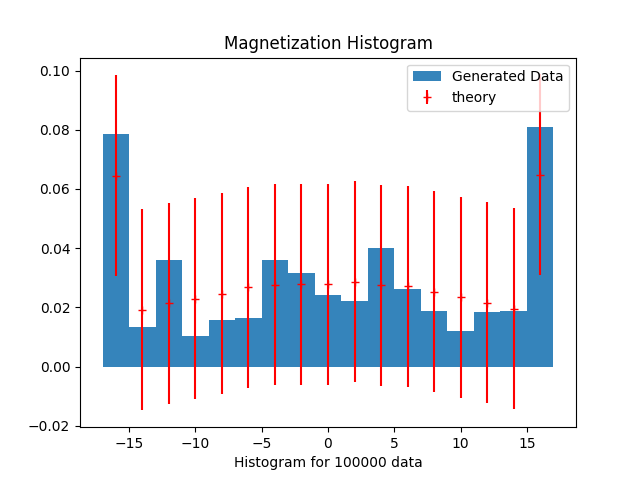 Magnetization Histogram
Generated Data
theory
0.10
0.08
0.06
0.04
0.02
0.00
−0.02
−15 −10 −5 0 5 10 15
Histogram for 100000 data